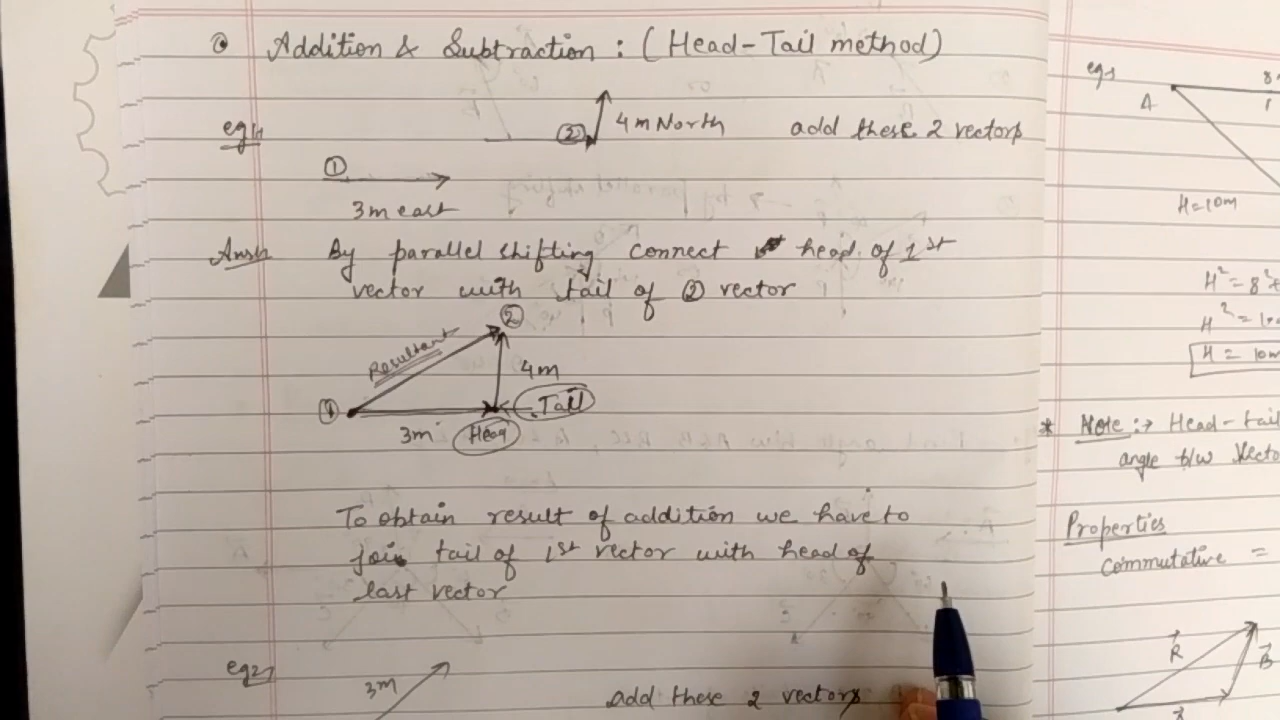 Addition & Subtraction : (Head-Tail method)
eg1 ② 4m North add these 2 vectors
①
3m east
Ans By parallel shifting connect head of 1st
vector with tail of ② vector
②
Resultant
4m
① Tail
3m Head
To obtain result of addition we have to
join tail of 1st vector with head of
last vector
eg2
3m
add these 2 vectors
eg
A
H=10m
H² = 8²
H²
H = 10m
* Note :→ Head-tail
angle b/w
Properties
Commutative =
R
B